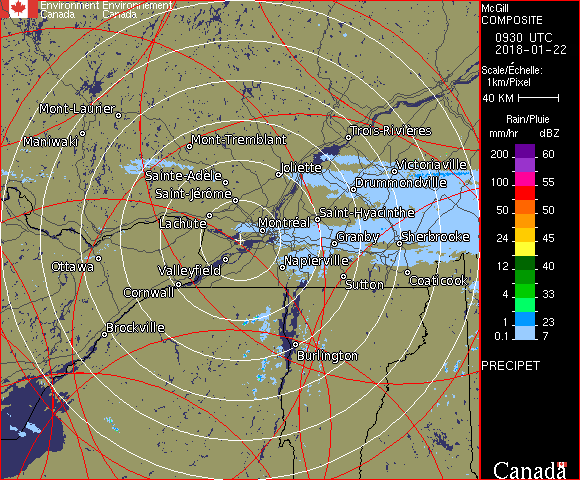 Environment Environnement
Canada Canada
McGill
COMPOSITE
0930 UTC
2018-01-22
Scale/Échelle:
1km/Pixel
40 KM
Rain/Pluie
mm/hr dBZ
200 60
100 55
50 50
24 45
12 40
4 33
1 23
0.1 7
PRECIPET
Canada
Mont-Laurier
Maniwaki
Mont-Tremblant
Trois-Rivières
Sainte-Adèle
Joliette
Victoriaville
Drummondville
Saint-Jérôme
Lachute
Montréal
Saint-Hyacinthe
Granby
Sherbrooke
Ottawa
Valleyfield
Napierville
Cornwall
Sutton
Coaticook
Brockville
Burlington